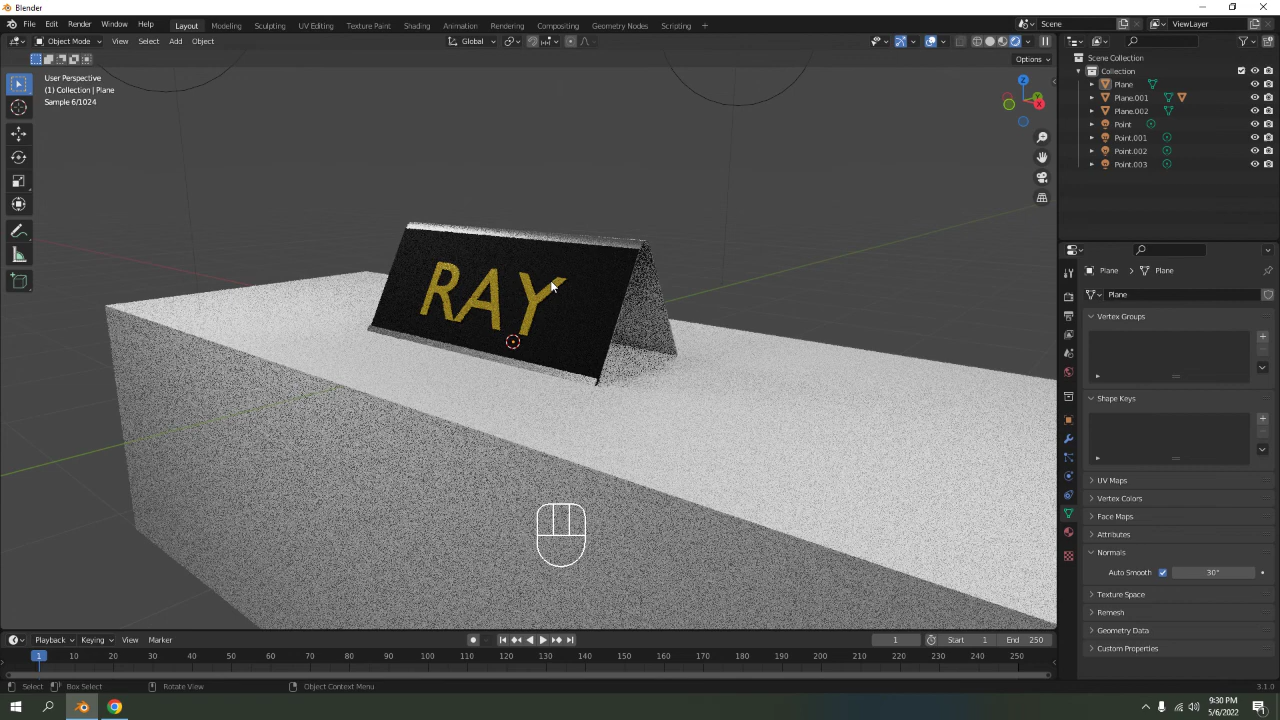 Blender
File Edit Render Window Help Layout Modeling Sculpting UV Editing Texture Paint Shading Animation Rendering Compositing Geometry Nodes Scripting + Scene ViewLayer
Object Mode View Select Add Object Global
Options
User Perspective
(1) Collection | Plane
Sample 6/1024
Z
Y
X
RAY
Scene Collection
Collection
Plane
Plane.001
Plane.002
Point
Point.001
Point.002
Point.003
Plane Plane
Plane
Vertex Groups
Shape Keys
UV Maps
Vertex Colors
Face Maps
Attributes
Normals
Auto Smooth 30°
Texture Space
Remesh
Geometry Data
Custom Properties
Playback Keying View Marker 1 Start 1 End 250
1 10 20 30 40 50 60 70 80 90 100 110 120 130 140 150 160 170 180 190 200 210 220 230 240 250
Select Box Select Rotate View Object Context Menu 3.1.0
9:30 PM
5/6/2022